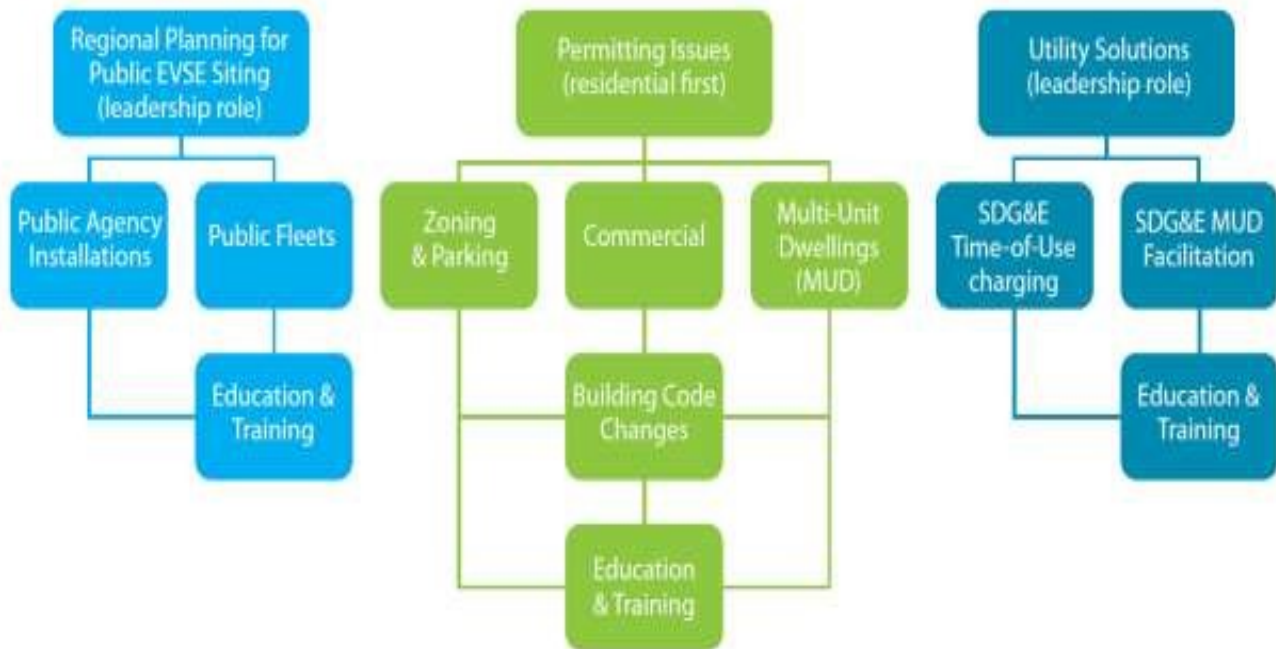 Regional Planning for
Public EVSE Siting
(leadership role)
Public Agency
Installations
Public Fleets
Education &
Training
Permitting Issues
(residential first)
Zoning
& Parking
Commercial
Multi-Unit
Dwellings
(MUD)
Building Code
Changes
Education
& Training
Utility Solutions
(leadership role)
SDG&E
Time-of-Use
charging
SDG&E MUD
Facilitation
Education &
Training